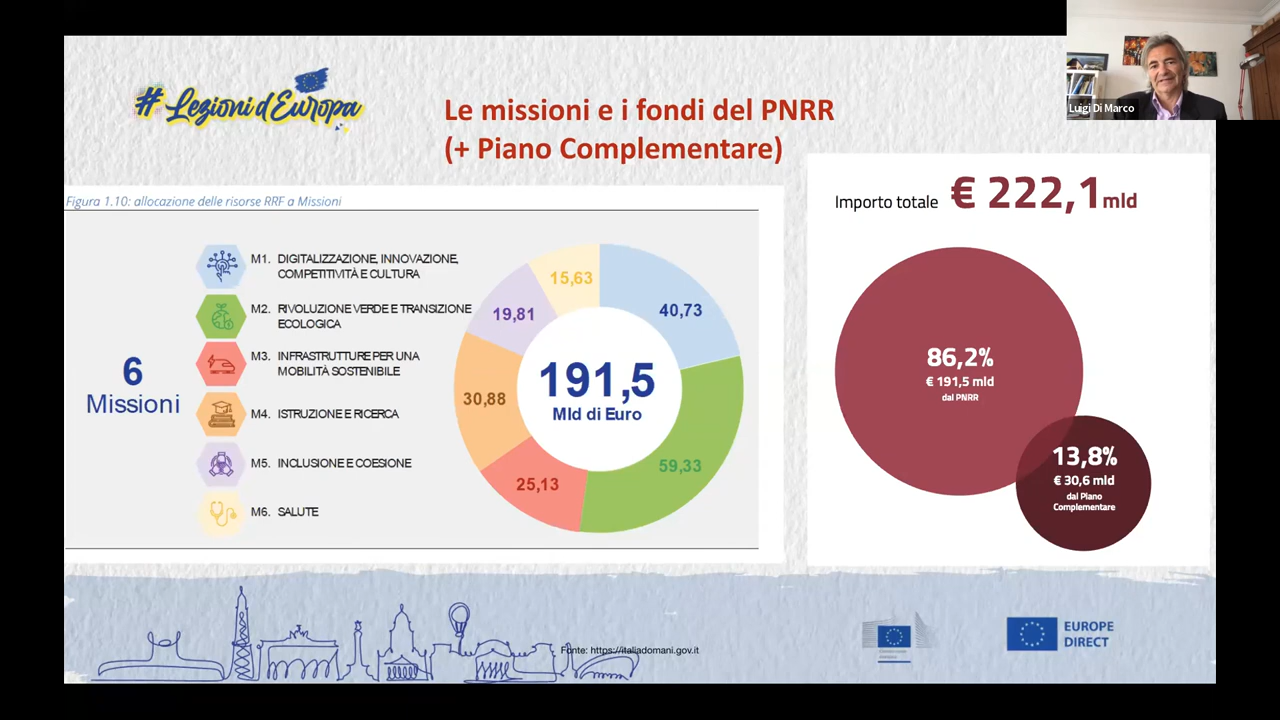 Luigi Di Marco
# Lezioni d'Europa
Le missioni e i fondi del PNRR
(+ Piano Complementare)
Figura 1.10: allocazione delle risorse RRF a Missioni
6
Missioni
M1. DIGITALIZZAZIONE, INNOVAZIONE,
COMPETITIVITÀ E CULTURA
M2. RIVOLUZIONE VERDE E TRANSIZIONE
ECOLOGICA
M3. INFRASTRUTTURE PER UNA
MOBILITÀ SOSTENIBILE
M4. ISTRUZIONE E RICERCA
M5. INCLUSIONE E COESIONE
M6. SALUTE
15,63
40,73
19,81
30,88
59,33
25,13
191,5
Mld di Euro
Importo totale € 222,1 mld
86,2%
€ 191,5 mld
dal PNRR
13,8%
€ 30,6 mld
dal Piano
Complementare
Fonte: https://italiadomani.gov.it
EUROPE
DIRECT